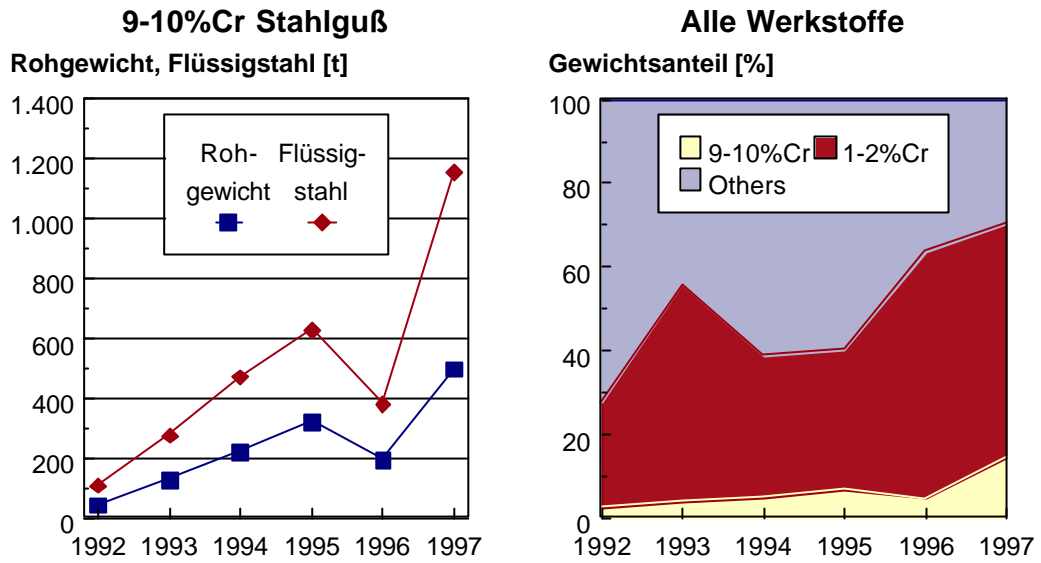 9-10%Cr Stahlguß
Rohgewicht, Flüssigstahl [t]
1.400
1.200
1.000
800
600
400
200
0
Roh- Flüssig-
gewicht stahl
1992 1993 1994 1995 1996 1997
Alle Werkstoffe
Gewichtsanteil [%]
100
80
60
40
20
0
9-10%Cr 1-2%Cr
Others
1992 1993 1994 1995 1996 1997